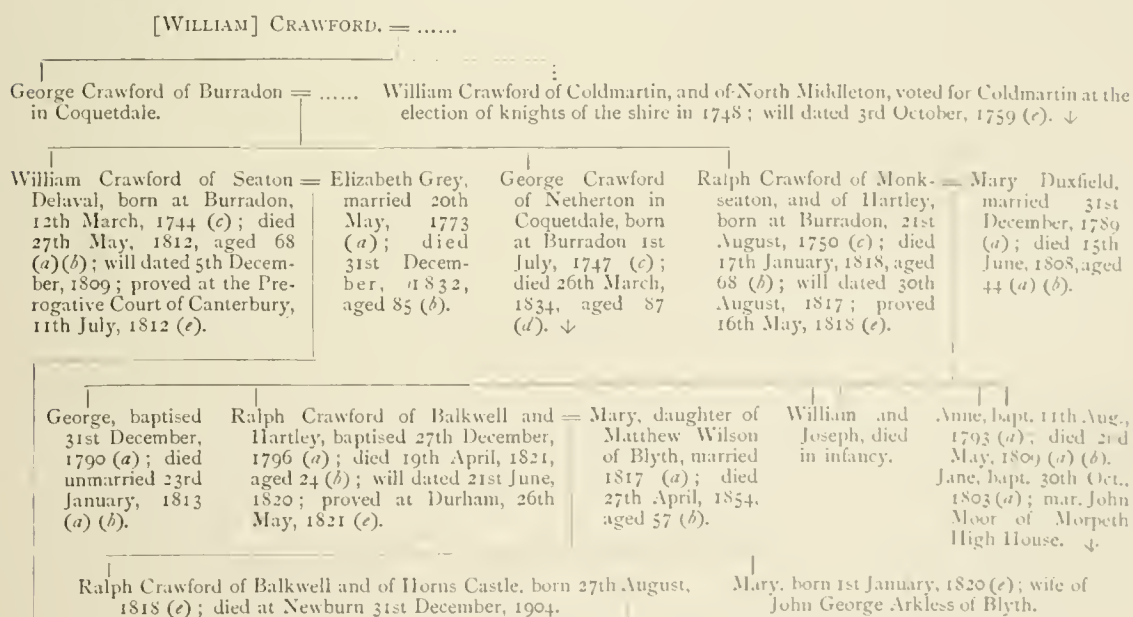 [WILLIAM] CRAWFORD. = ......
George Crawford of Burradon = ......
in Coquetdale.
William Crawford of Coldmartin, and of North Middleton, voted for Coldmartin at the
election of knights of the shire in 1748; will dated 3rd October, 1759 (e). ↓
William Crawford of Seaton =
Delaval, born at Burradon,
12th March, 1744 (c); died
27th May, 1812, aged 68
(a)(b); will dated 5th Decem-
ber, 1809; proved at the Pre-
rogative Court of Canterbury,
11th July, 1812 (e).
Elizabeth Grey,
married 20th
May, 1773
(a); died
31st Decem-
ber, 1832,
aged 85 (b).
George Crawford
of Netherton in
Coquetdale, born
at Burradon 1st
July, 1747 (c);
died 26th March,
1834, aged 87
(d). ↓
Ralph Crawford of Monk- =
seaton, and of Hartley,
born at Burradon, 21st
August, 1750 (c); died
17th January, 1818, aged
68 (b); will dated 30th
August, 1817; proved
16th May, 1818 (e).
Mary Duxfield,
married 31st
December, 1789
(a); died 15th
June, 1808, aged
44 (a) (b).
George, baptised
31st December,
1790 (a); died
unmarried 23rd
January, 1813
(a) (b).
Ralph Crawford of Balkwell and =
Hartley, baptised 27th December,
1796 (a); died 19th April, 1821,
aged 24 (b); will dated 21st June,
1820; proved at Durham, 26th
May, 1821 (e).
Mary, daughter of
Matthew Wilson
of Blyth, married
1817 (a); died
27th April, 1854,
aged 57 (b).
William and
Joseph, died
in infancy.
Anne, bapt. 11th Aug.,
1793 (a); died 2nd
May, 1809 (a) (b).
Jane, bapt. 30th Oct.,
1803 (a); mar. John
Moor of Morpeth
High House. ↓
Ralph Crawford of Balkwell and of Horns Castle, born 27th August,
1818 (e); died at Newburn 31st December, 1904.
Mary, born 1st January, 1820 (e); wife of
John George Arkless of Blyth.